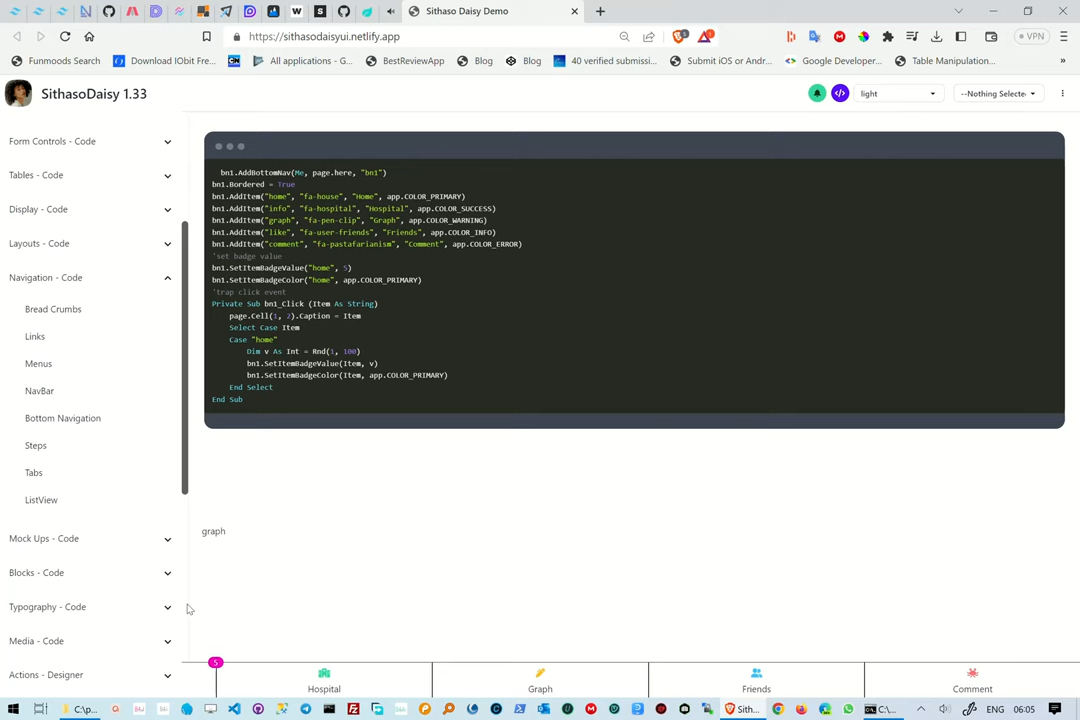 Sithaso Daisy Demo
https://sithasodaisyui.netlify.app
VPN
Funmoods Search
Download IObit Fre...
All applications - G...
BestReviewApp
Blog
Blog
40 verified submissi...
Submit iOS or Andr...
Google Developer...
Table Manipulation...
SithasoDaisy 1.33
light
--Nothing Selecte
Form Controls - Code
Tables - Code
Display - Code
Layouts - Code
Navigation - Code
Bread Crumbs
Links
Menus
NavBar
Bottom Navigation
Steps
Tabs
ListView
Mock Ups - Code
Blocks - Code
Typography - Code
Media - Code
Actions - Designer
bn1.AddBottomNav(Me, page.here, "bn1")
bn1.Bordered = True
bn1.AddItem("home", "fa-house", "Home", app.COLOR_PRIMARY)
bn1.AddItem("info", "fa-hospital", "Hospital", app.COLOR_SUCCESS)
bn1.AddItem("graph", "fa-pen-clip", "Graph", app.COLOR_WARNING)
bn1.AddItem("like", "fa-user-friends", "Friends", app.COLOR_INFO)
bn1.AddItem("comment", "fa-pastafarianism", "Comment", app.COLOR_ERROR)
'set badge value
bn1.SetItemBadgeValue("home", 5)
bn1.SetItemBadgeColor("home", app.COLOR_PRIMARY)
'trap click event
Private Sub bn1_Click (Item As String)
page.Cell(1, 2).Caption = Item
Select Case Item
Case "home"
Dim v As Int = Rnd(1, 100)
bn1.SetItemBadgeValue(Item, v)
bn1.SetItemBadgeColor(Item, app.COLOR_PRIMARY)
End Select
End Sub
graph
5
Hospital
Graph
Friends
Comment
C:\p...
Sith...
C:\...
ENG
06:05